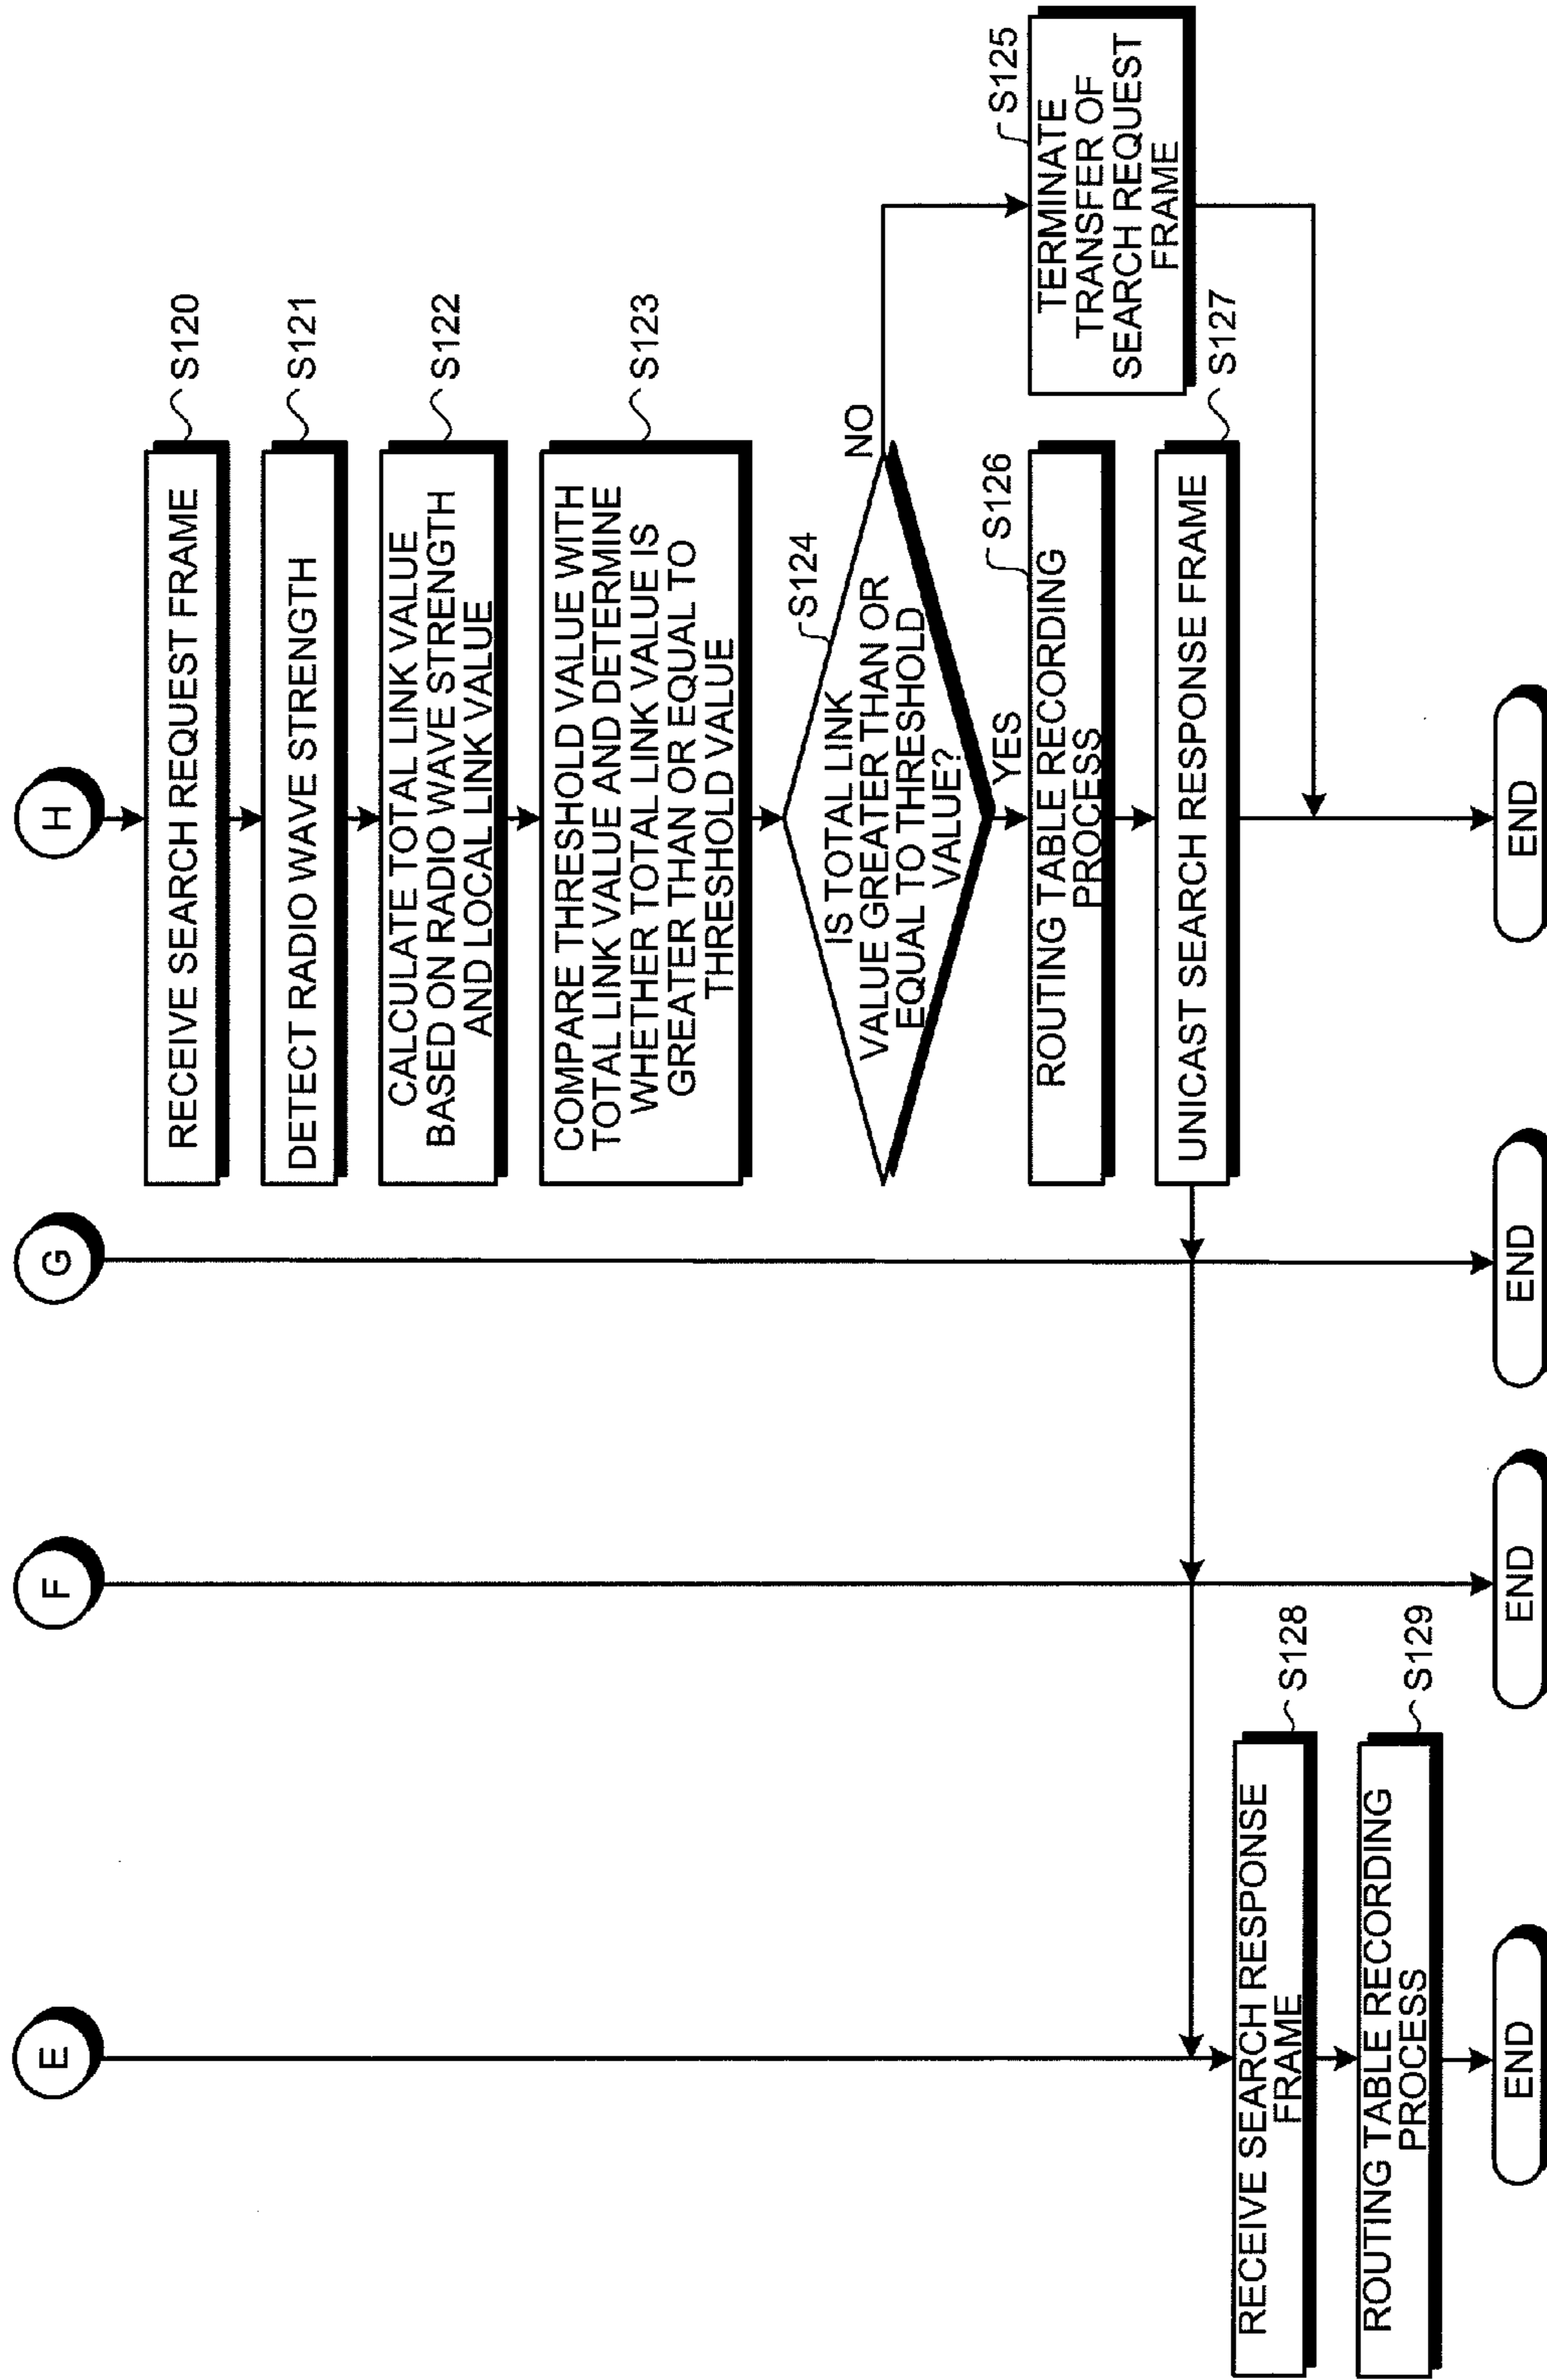 E
F
G
H
RECEIVE SEARCH REQUEST FRAME
S120
DETECT RADIO WAVE STRENGTH
S121
CALCULATE TOTAL LINK VALUE
BASED ON RADIO WAVE STRENGTH
AND LOCAL LINK VALUE
S122
COMPARE THRESHOLD VALUE WITH
TOTAL LINK VALUE AND DETERMINE
WHETHER TOTAL LINK VALUE IS
GREATER THAN OR EQUAL TO
THRESHOLD VALUE
S123
S124
IS TOTAL LINK
VALUE GREATER THAN OR
EQUAL TO THRESHOLD
VALUE?
NO
YES
S125
TERMINATE
TRANSFER OF
SEARCH REQUEST
FRAME
S126
ROUTING TABLE RECORDING
PROCESS
UNICAST SEARCH RESPONSE FRAME
S127
RECEIVE SEARCH RESPONSE
FRAME
S128
ROUTING TABLE RECORDING
PROCESS
S129
END
END
END
END